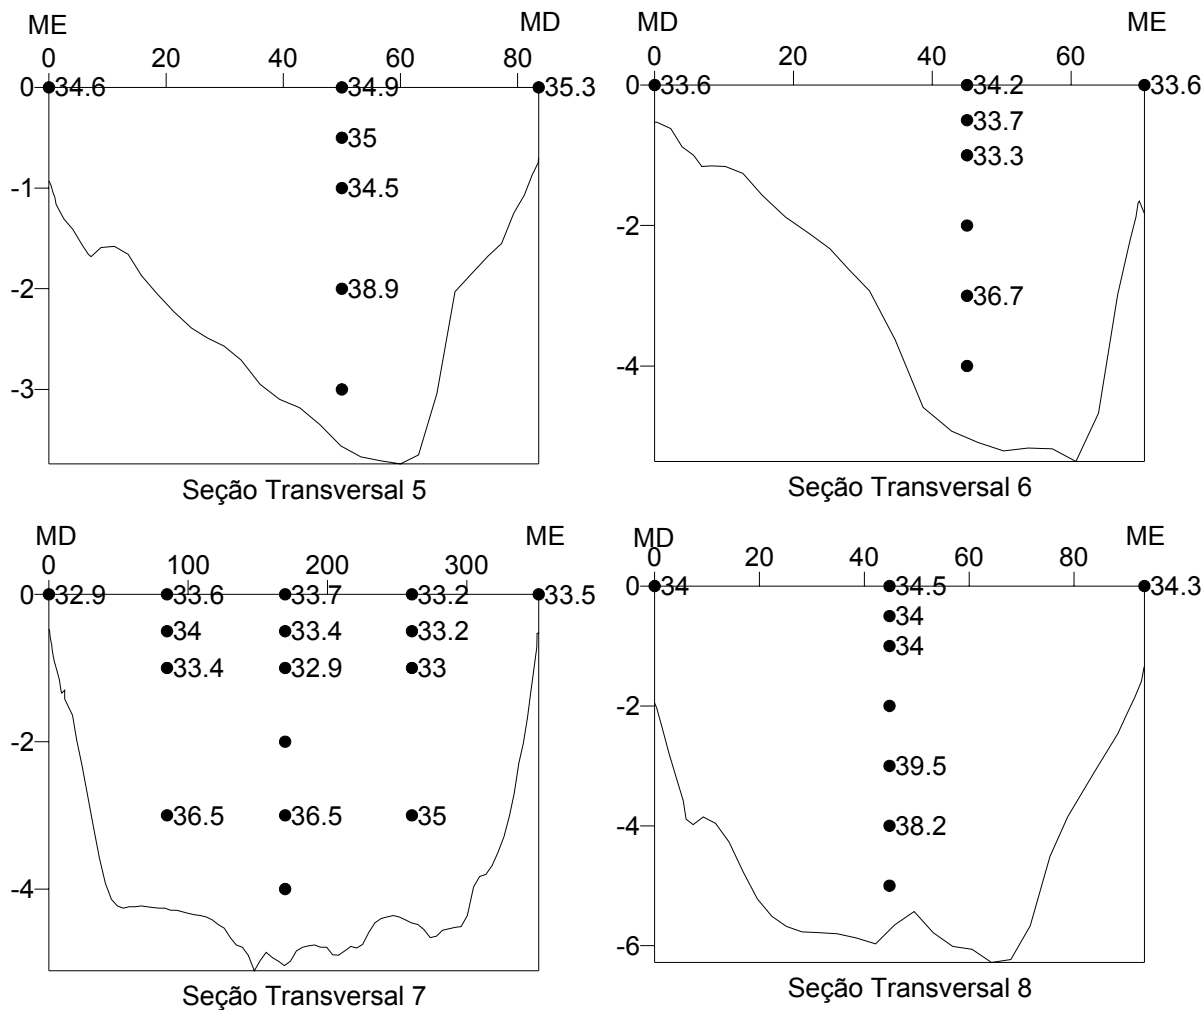 ME MD
0 20 40 60 80
0 34.6 34.9 35.3
35
-1 34.5
-2 38.9
-3
Seção Transversal 5
MD ME
0 20 40 60
0 33.6 34.2 33.6
33.7
33.3
-2
36.7
-4
Seção Transversal 6
MD ME
0 100 200 300
0 32.9 33.6 33.7 33.2 33.5
34 33.4 33.2
33.4 32.9 33
-2
36.5 36.5 35
-4
Seção Transversal 7
MD ME
0 20 40 60 80
0 34 34.5 34.3
34
34
-2
39.5
-4 38.2
-6
Seção Transversal 8